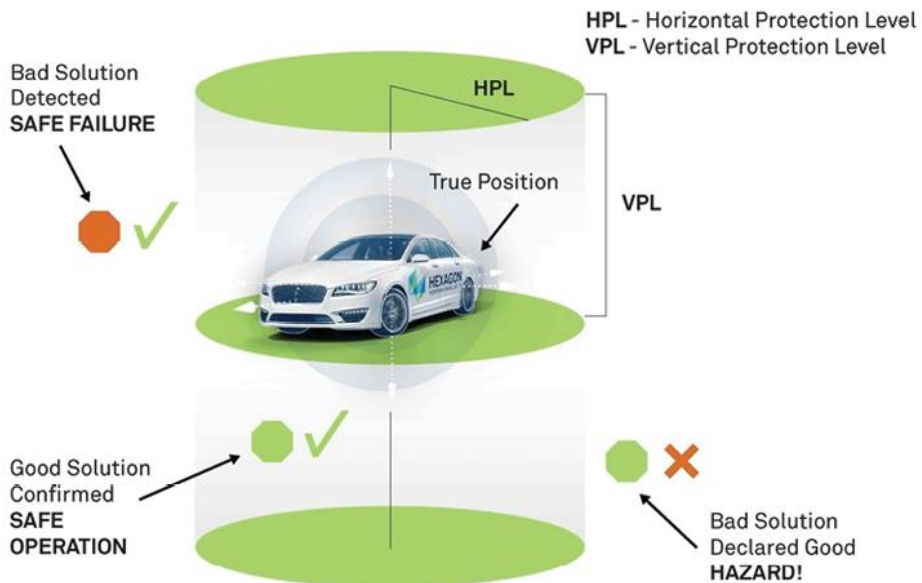 HPL - Horizontal Protection Level
VPL - Vertical Protection Level
Bad Solution
Detected
SAFE FAILURE
HPL
True Position
VPL
HEXAGON
Good Solution
Confirmed
SAFE
OPERATION
Bad Solution
Declared Good
HAZARD!